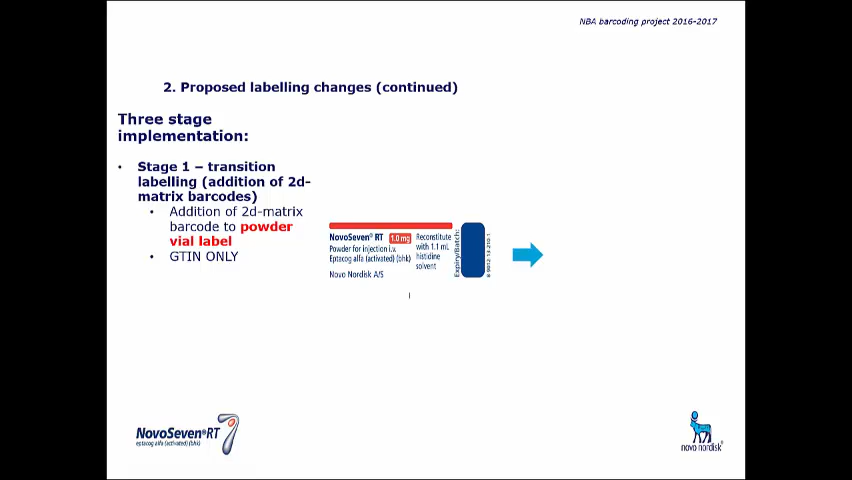 NBA barcoding project 2016-2017
2. Proposed labelling changes (continued)
Three stage
implementation:
• Stage 1 – transition
labelling (addition of 2d-
matrix barcodes)
• Addition of 2d-matrix
barcode to powder
vial label
• GTIN ONLY
NovoSeven® RT 1.0 mg
Powder for injection i.v.
Eptacog alfa (activated) (bhk)
Novo Nordisk A/S
Reconstitute
with 1.1 mL
histidine
solvent
Expiry/Batch:
NovoSeven®RT
eptacog alfa (activated) (bhk)
novo nordisk®